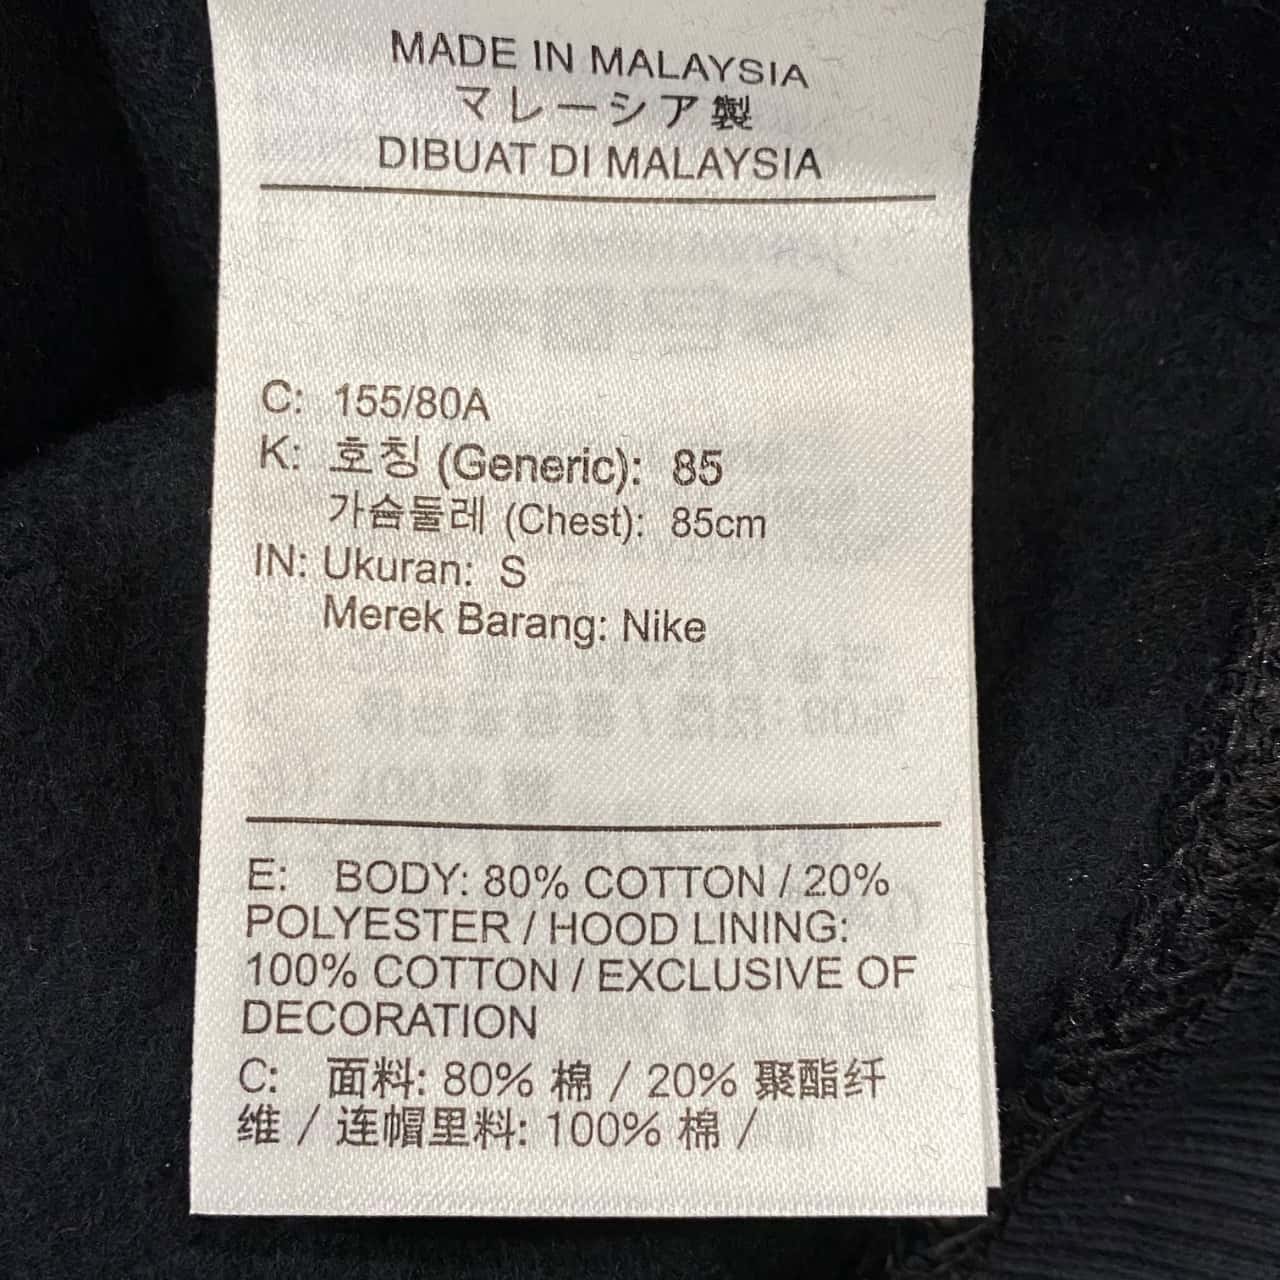 MADE IN MALAYSIA
マレーシア製
DIBUAT DI MALAYSIA
C: 155/80A
K: 호칭 (Generic): 85
가슴둘레 (Chest): 85cm
IN: Ukuran: S
Merek Barang: Nike
E: BODY: 80% COTTON / 20%
POLYESTER / HOOD LINING:
100% COTTON / EXCLUSIVE OF
DECORATION
C: 面料: 80% 棉 / 20% 聚酯纤
维 / 连帽里料: 100% 棉 /